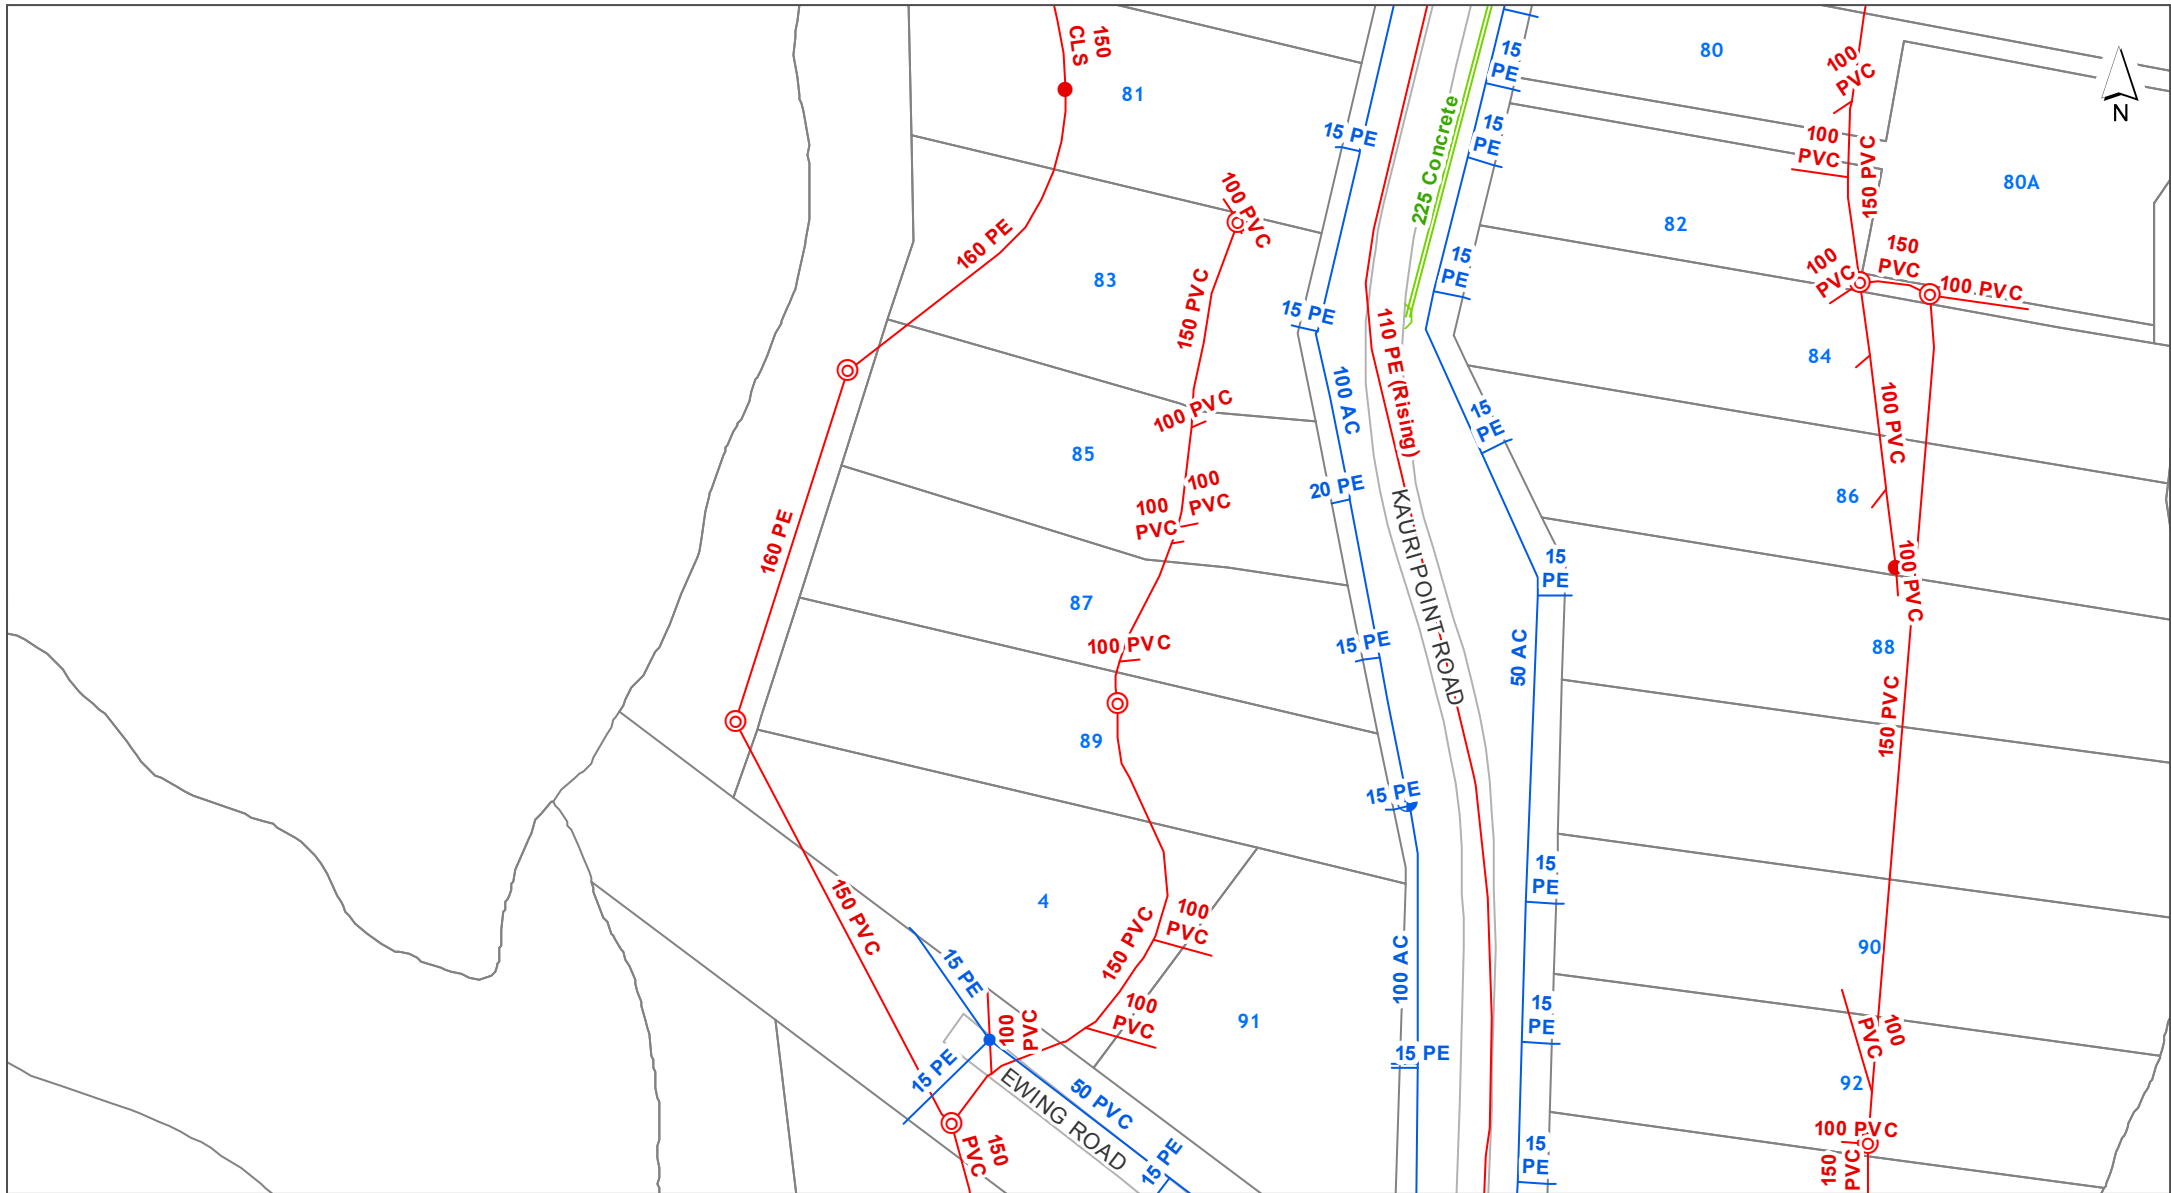 150
CLS
81
15
PE
80
100
PVC
N
15 PE
225 Concrete
15
PE
100
PVC
150 PVC
80A
100 PVC
82
160 PE
83
150 PVC
15 PE
15
PE
100
PVC
150
PVC
100 PVC
110 PE (Rising)
84
100 PVC
100 AC
15
PE
100 PVC
85
100
PVC
100
PVC
20 PE
86
160 PE
KAURI POINT ROAD
15
PE
100 PVC
87
100 PVC
15 PE
50 AC
88
150 PVC
89
15 PE
150 PVC
4
150 PVC
100
PVC
15
PE
90
15 PE
100 AC
100
PVC
100
PVC
91
15
PE
100
PVC
15 PE
15 PE
50 PVC
EWING ROAD
92
150
PVC
15 PE
15
PE
100 PVC
150
PVC